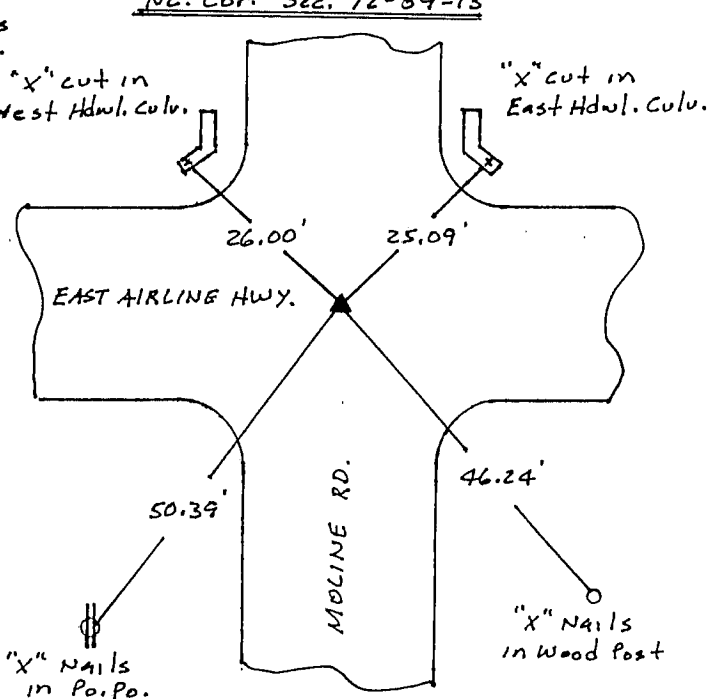 NE. Cor. Sec. 12-89-13
"X" cut in
West Hdwl. Culv.
"X" cut in
East Hdwl. Culv.
26.00'
25.09'
EAST AIRLINE HWY.
MOLINE RD.
50.39'
46.24'
"X" Nails
in Po. Po.
"X" Nails
in Wood Post